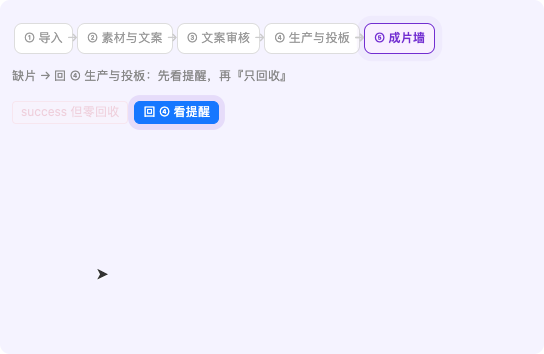 ① 导入 → ② 素材与文案 → ③ 文案审核 → ④ 生产与投板 → ⑤ 成片墙
缺片 → 回 ④ 生产与投板：先看提醒，再『只回收』
success 但零回收 回 ④ 看提醒